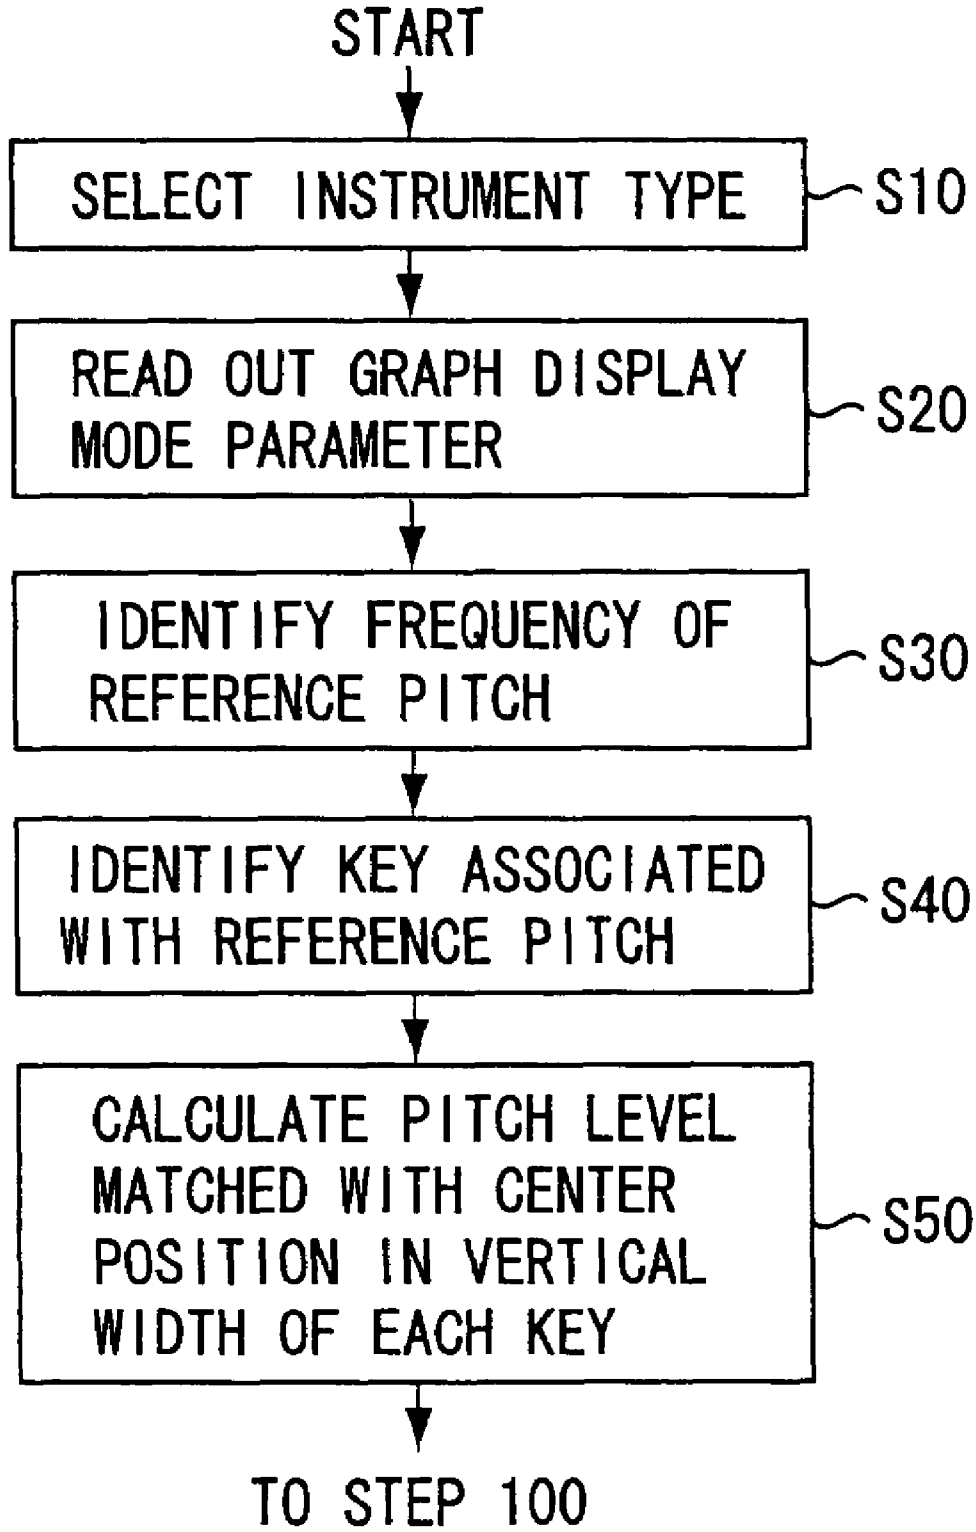 START
SELECT INSTRUMENT TYPE
S10
READ OUT GRAPH DISPLAY
MODE PARAMETER
S20
IDENTIFY FREQUENCY OF
REFERENCE PITCH
S30
IDENTIFY KEY ASSOCIATED
WITH REFERENCE PITCH
S40
CALCULATE PITCH LEVEL
MATCHED WITH CENTER
POSITION IN VERTICAL
WIDTH OF EACH KEY
S50
TO STEP 100